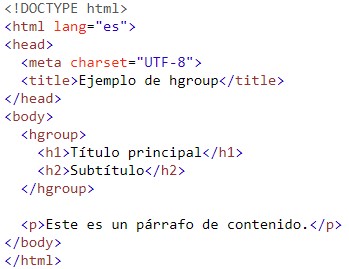 <!DOCTYPE html>
<html lang="es">
<head>
  <meta charset="UTF-8">
  <title>Ejemplo de hgroup</title>
</head>
<body>
  <hgroup>
    <h1>Título principal</h1>
    <h2>Subtítulo</h2>
  </hgroup>

  <p>Este es un párrafo de contenido.</p>
</body>
</html>